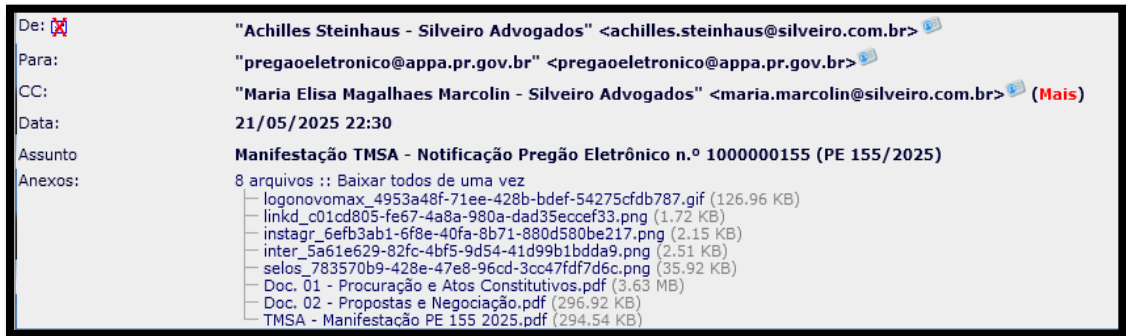 De: "Achilles Steinhaus - Silveiro Advogados" <achilles.steinhaus@silveiro.com.br>
Para: "pregaoeletronico@appa.pr.gov.br" <pregaoeletronico@appa.pr.gov.br>
CC: "Maria Elisa Magalhaes Marcolin - Silveiro Advogados" <maria.marcolin@silveiro.com.br> (Mais)
Data: 21/05/2025 22:30
Assunto Manifestação TMSA - Notificação Pregão Eletrônico n.º 1000000155 (PE 155/2025)
Anexos: 8 arquivos :: Baixar todos de uma vez
logonovomax_4953a48f-71ee-428b-bdef-54275cfdb787.gif (126.96 KB)
linkd_c01cd805-fe67-4a8a-980a-dad35eccef33.png (1.72 KB)
instagr_6efb3ab1-6f8e-40fa-8b71-880d580be217.png (2.15 KB)
inter_5a61e629-82fc-4bf5-9d54-41d99b1bdda9.png (2.51 KB)
selos_783570b9-428e-47e8-96cd-3cc47fdf7d6c.png (35.92 KB)
Doc. 01 - Procuração e Atos Constitutivos.pdf (3.63 MB)
Doc. 02 - Propostas e Negociação.pdf (296.92 KB)
TMSA - Manifestação PE 155 2025.pdf (294.54 KB)